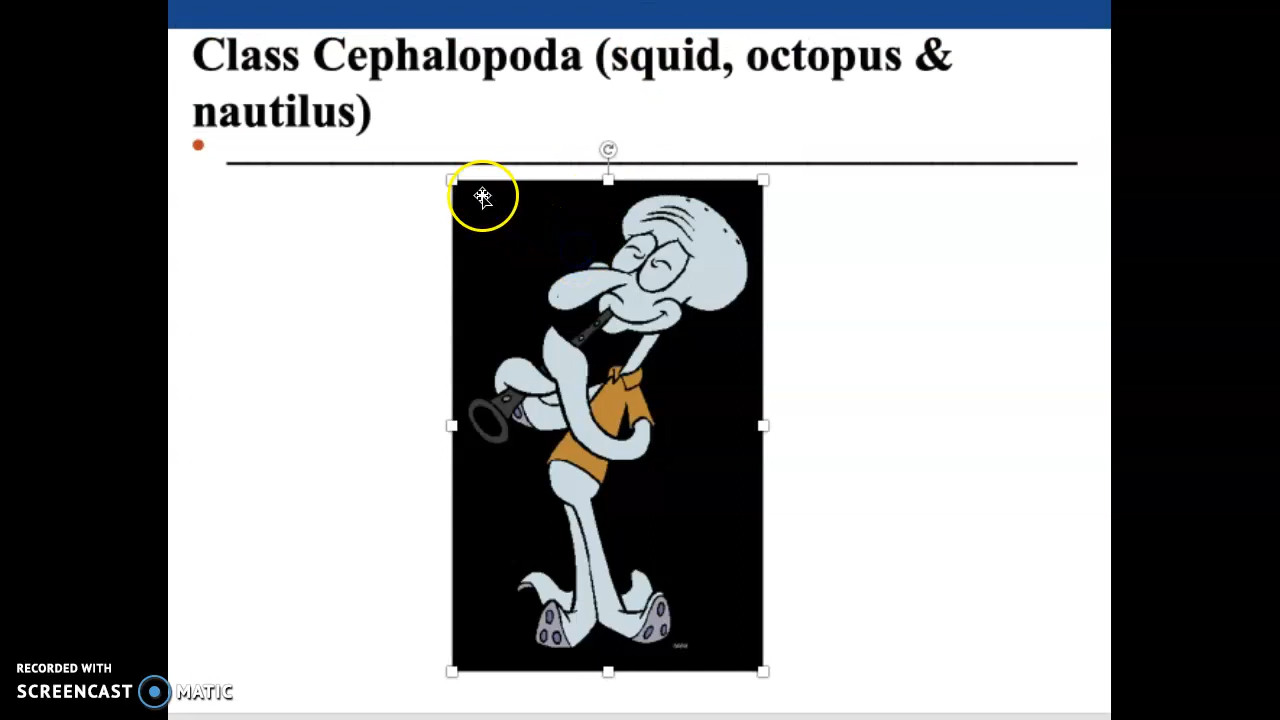 Class Cephalopoda (squid, octopus &
nautilus)
RECORDED WITH
SCREENCAST MATIC